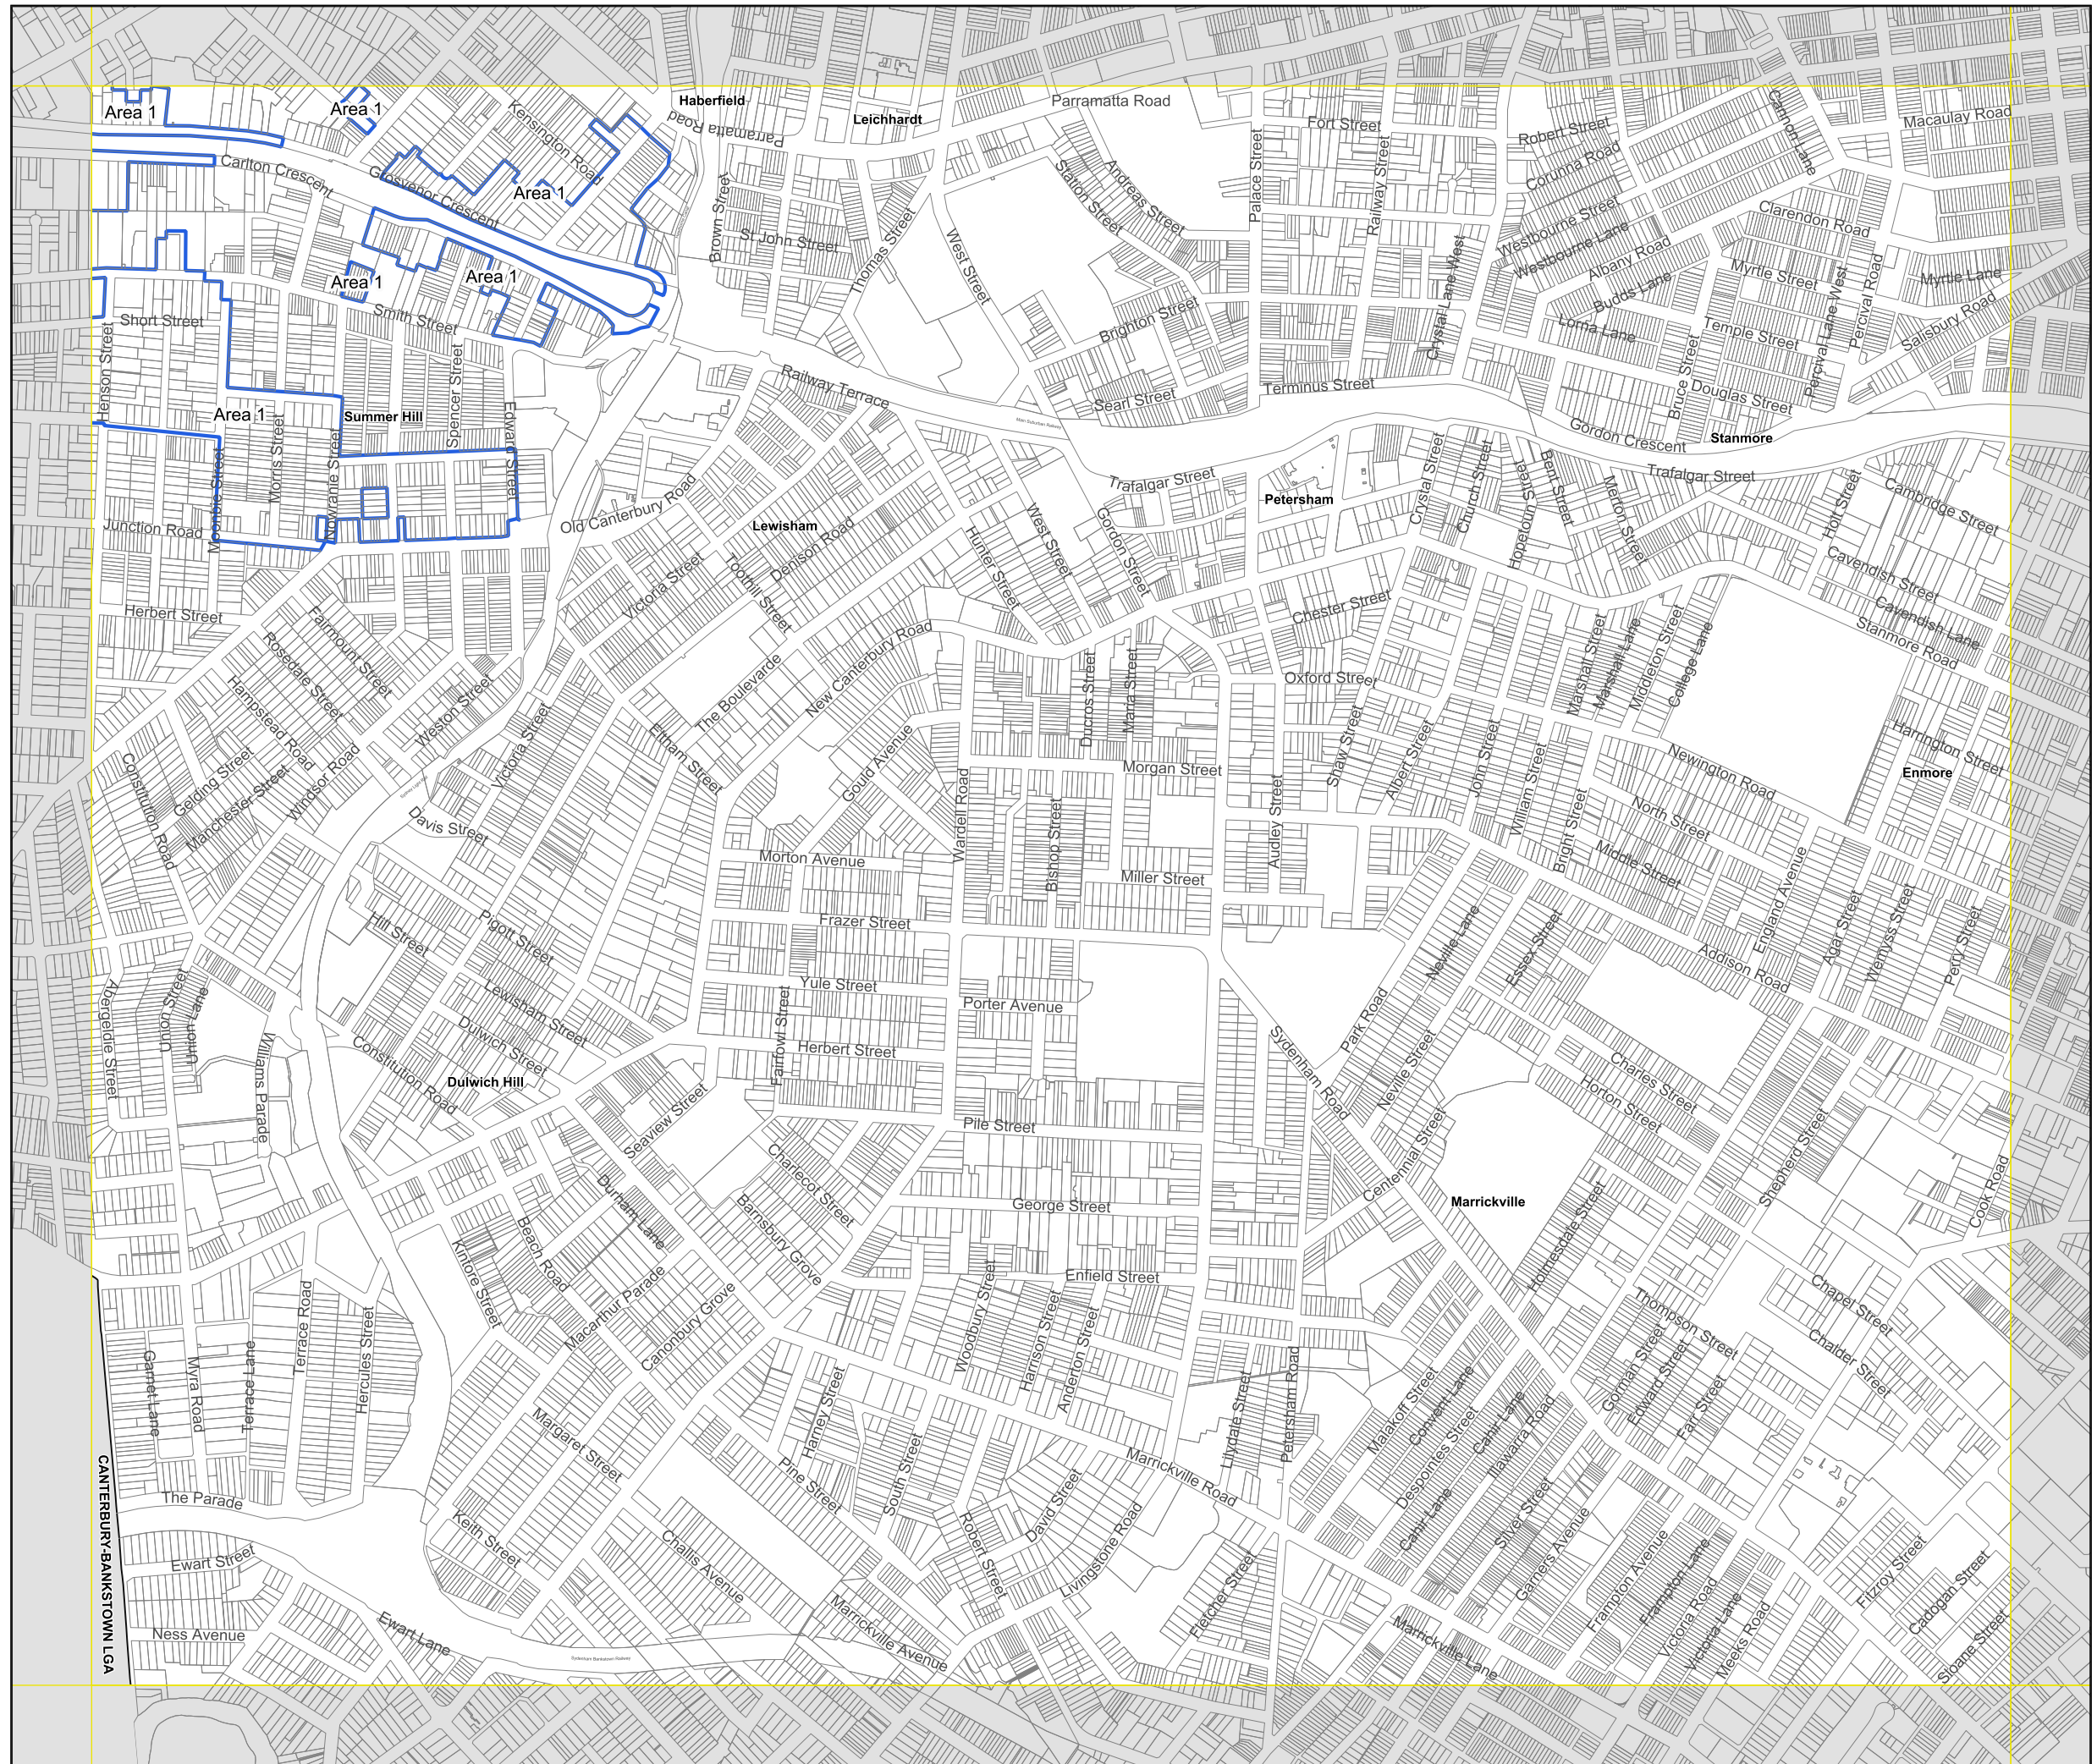 Area 1
Area 1
Kensington Road
Haberfield
Parramatta Road
Leichhardt
Parramatta Road
Fort Street
Robert Street
Cannon Lane
Macaulay Road
Carlton Crescent
Grosvenor Crescent
Area 1
Brown Street
St John Street
Thomas Street
West Street
Station Street
Andreas Street
Palace Street
Railway Street
Corunna Road
Westbourne Street
Westbourne Lane
Albany Road
Clarendon Road
Myrtle Street
Myrtle Lane
Area 1
Area 1
Smith Street
Short Street
Henson Street
Brighton Street
Crystal Lane West
Budds Lane
Lorna Lane
Temple Street
Percival Lane West
Percival Road
Salisbury Road
Area 1
Summer Hill
Spencer Street
Edward Street
Railway Terrace
Main Suburban Railway
Searl Street
Terminus Street
Bruce Street
Douglas Street
Gordon Crescent
Stanmore
Moonbie Street
Morris Street
Nowranie Street
Junction Road
Old Canterbury Road
Lewisham
Denison Road
Trafalgar Street
Petersham
Crystal Street
Church Street
Hopetoun Street
Bent Street
Merton Street
Trafalgar Street
Holt Street
Cambridge Street
Herbert Street
Victoria Street
Toothill Street
Hunter Street
West Street
Gordon Street
Chester Street
Cavendish Street
Cavendish Lane
Stanmore Road
Fairmount Street
Rosedale Street
Hampstead Road
Weston Street
The Boulevarde
New Canterbury Road
Ducros Street
Maria Street
Oxford Street
Marshall Street
Marshall Lane
Middleton Street
College Lane
Constitution Road
Gelding Street
Manchester Street
Windsor Road
Victoria Street
Eltham Street
Gould Avenue
Morgan Street
Shaw Street
Albert Street
John Street
William Street
Newington Road
Harrington Street
Enmore
Davis Street
Morton Avenue
Wardell Road
Bishop Street
Miller Street
Audley Street
Bright Street
North Street
Middle Street
England Avenue
Hill Street
Pigott Street
Frazer Street
Neville Lane
Essex Street
Addison Road
Agar Street
Wemyss Street
Perry Street
Abergeldie Street
Union Street
Union Lane
Williams Parade
Lewisham Street
Dulwich Street
Constitution Road
Dulwich Hill
Yule Street
Fairfowl Street
Herbert Street
Porter Avenue
Sydenham Road
Park Road
Neville Street
Charles Street
Horton Street
Seaview Street
Pile Street
Centennial Street
Shepherd Street
Charlecot Street
Durham Lane
Barnsbury Grove
George Street
Marrickville
Holmesdale Street
Cook Road
Kintore Street
Beach Road
Macarthur Parade
Canonbury Grove
Enfield Street
Woodbury Street
Harrison Street
Anderton Street
Thompson Street
Chapel Street
Chalder Street
Garnet Lane
Myra Road
Terrace Lane
Terrace Road
Hercules Street
Harney Street
Lilydale Street
Petersham Road
Malakoff Street
Convent Lane
Despointes Street
Cahir Lane
Illawarra Road
Gorman Street
Edward Street
Farr Street
Margaret Street
Pine Street
South Street
Marrickville Road
CANTERBURY-BANKSTOWN LGA
The Parade
Keith Street
Challis Avenue
Robert Street
David Street
Livingstone Road
Cahir Lane
Silver Street
Garners Avenue
Ewart Street
Fletcher Street
Frampton Avenue
Frampton Lane
Victoria Road
Victoria Lane
Meeks Road
Fitzroy Street
Cadogan Street
Sloane Street
Ness Avenue
Ewart Lane
Marrickville Avenue
Marrickville Lane
Sydenham Bankstown Railway